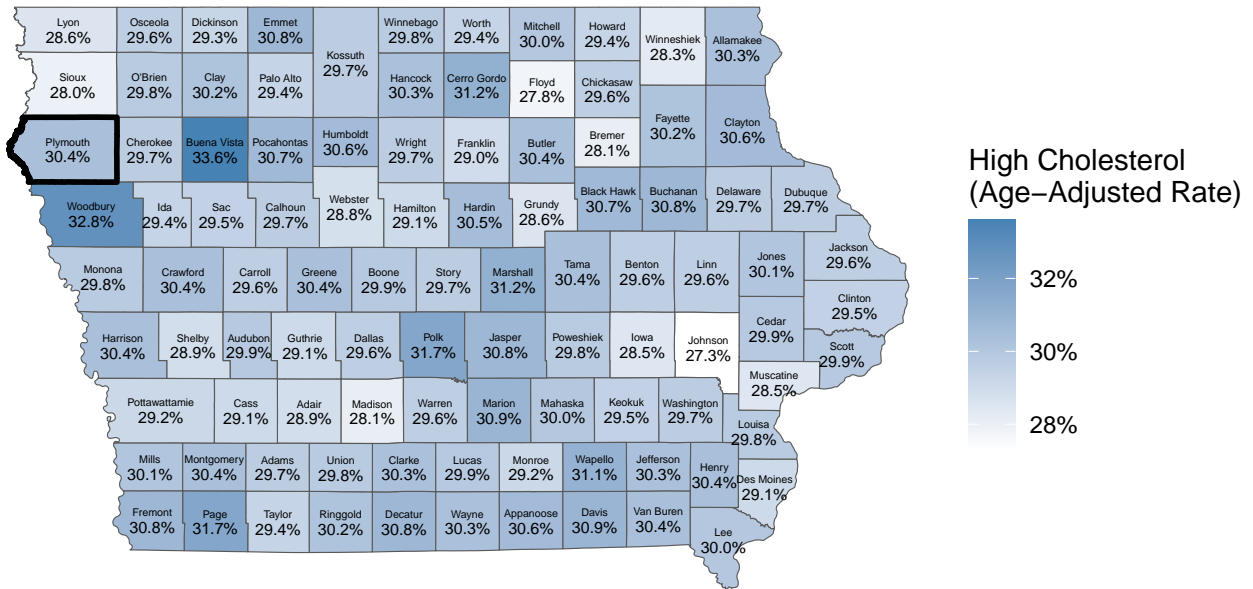 Lyon
28.6%
Osceola
29.6%
Dickinson
29.3%
Emmet
30.8%
Kossuth
29.7%
Winnebago
29.8%
Worth
29.4%
Mitchell
30.0%
Howard
29.4%
Winneshiek
28.3%
Allamakee
30.3%
Sioux
28.0%
O'Brien
29.8%
Clay
30.2%
Palo Alto
29.4%
Hancock
30.3%
Cerro Gordo
31.2%
Floyd
27.8%
Chickasaw
29.6%
Plymouth
30.4%
Cherokee
29.7%
Buena Vista
33.6%
Pocahontas
30.7%
Humboldt
30.6%
Wright
29.7%
Franklin
29.0%
Butler
30.4%
Bremer
28.1%
Fayette
30.2%
Clayton
30.6%
High Cholesterol
(Age−Adjusted Rate)
32%
30%
28%
Woodbury
32.8%
Ida
29.4%
Sac
29.5%
Calhoun
29.7%
Webster
28.8%
Hamilton
29.1%
Hardin
30.5%
Grundy
28.6%
Black Hawk
30.7%
Buchanan
30.8%
Delaware
29.7%
Dubuque
29.7%
Monona
29.8%
Crawford
30.4%
Carroll
29.6%
Greene
30.4%
Boone
29.9%
Story
29.7%
Marshall
31.2%
Tama
30.4%
Benton
29.6%
Linn
29.6%
Jones
30.1%
Jackson
29.6%
Clinton
29.5%
Harrison
30.4%
Shelby
28.9%
Audubon
29.9%
Guthrie
29.1%
Dallas
29.6%
Polk
31.7%
Jasper
30.8%
Poweshiek
29.8%
Iowa
28.5%
Johnson
27.3%
Cedar
29.9%
Scott
29.9%
Muscatine
28.5%
Pottawattamie
29.2%
Cass
29.1%
Adair
28.9%
Madison
28.1%
Warren
29.6%
Marion
30.9%
Mahaska
30.0%
Keokuk
29.5%
Washington
29.7%
Louisa
29.8%
Mills
30.1%
Montgomery
30.4%
Adams
29.7%
Union
29.8%
Clarke
30.3%
Lucas
29.9%
Monroe
29.2%
Wapello
31.1%
Jefferson
30.3%
Henry
30.4%
Des Moines
29.1%
Fremont
30.8%
Page
31.7%
Taylor
29.4%
Ringgold
30.2%
Decatur
30.8%
Wayne
30.3%
Appanoose
30.6%
Davis
30.9%
Van Buren
30.4%
Lee
30.0%